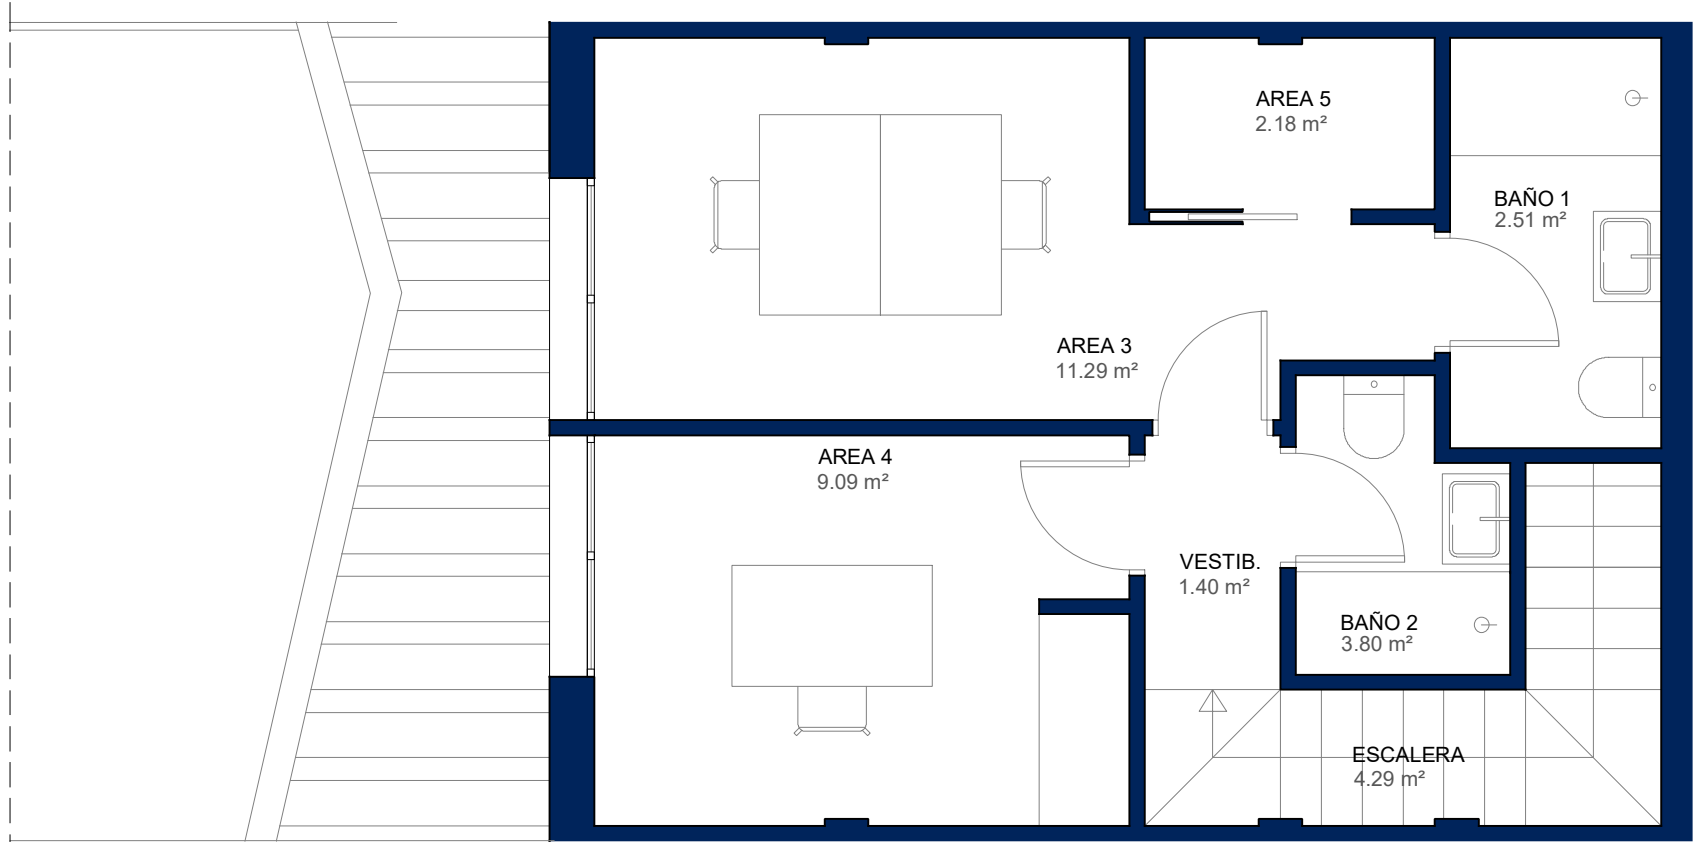 AREA 5
2.18 m²
BAÑO 1
2.51 m²
AREA 3
11.29 m²
AREA 4
9.09 m²
VESTIB.
1.40 m²
BAÑO 2
3.80 m²
ESCALERA
4.29 m²